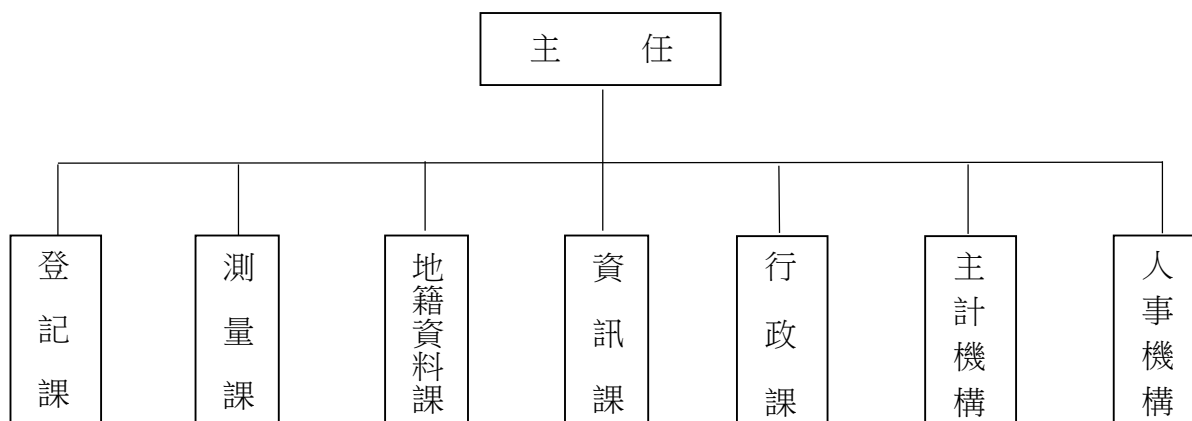 主任
登記課
測量課
地籍資料課
資訊課
行政課
主計機構
人事機構